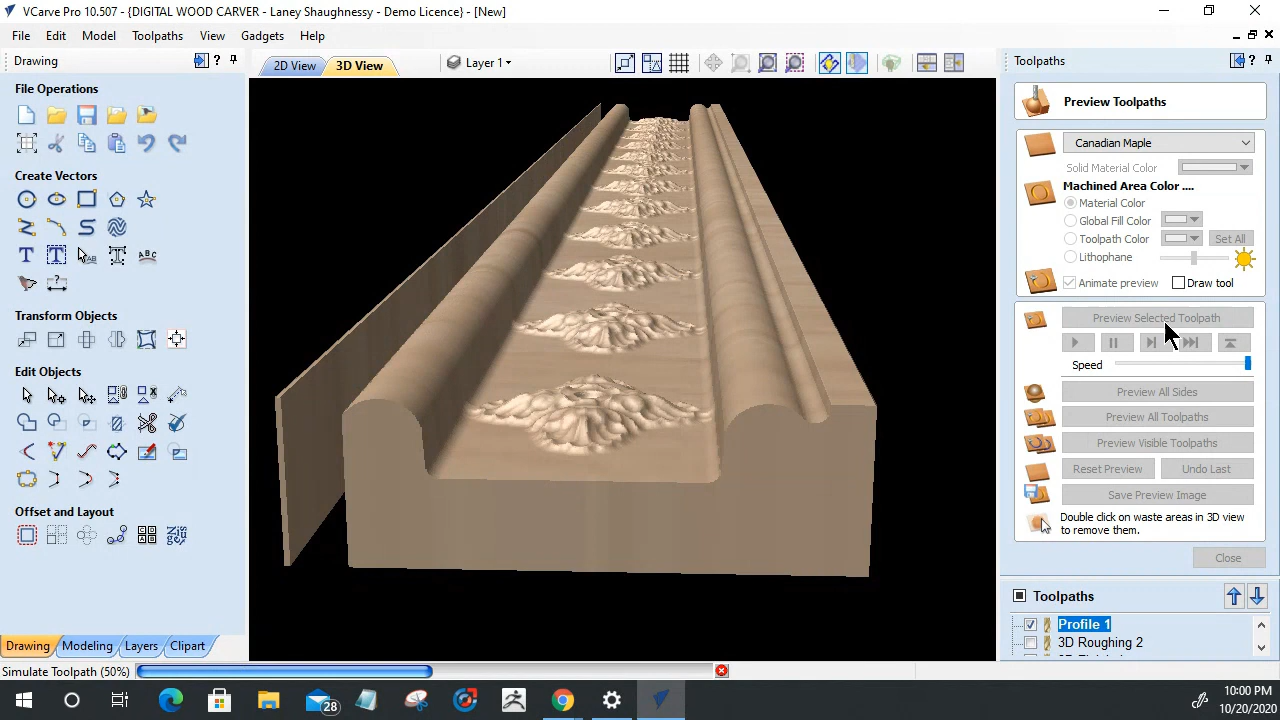 VCarve Pro 10.507 - {DIGITAL WOOD CARVER - Laney Shaughnessy - Demo Licence} - [New]
File Edit Model Toolpaths View Gadgets Help
Drawing
File Operations
Create Vectors
Transform Objects
Edit Objects
Offset and Layout
Drawing Modeling Layers Clipart
2D View 3D View Layer 1
Toolpaths
Preview Toolpaths
Canadian Maple
Solid Material Color
Machined Area Color ....
Material Color
Global Fill Color
Toolpath Color Set All
Lithophane
Animate preview Draw tool
Preview Selected Toolpath
Speed
Preview All Sides
Preview All Toolpaths
Preview Visible Toolpaths
Reset Preview Undo Last
Save Preview Image
Double click on waste areas in 3D view
to remove them.
Close
Toolpaths
Profile 1
3D Roughing 2
Simulate Toolpath (50%)
28
10:00 PM
10/20/2020